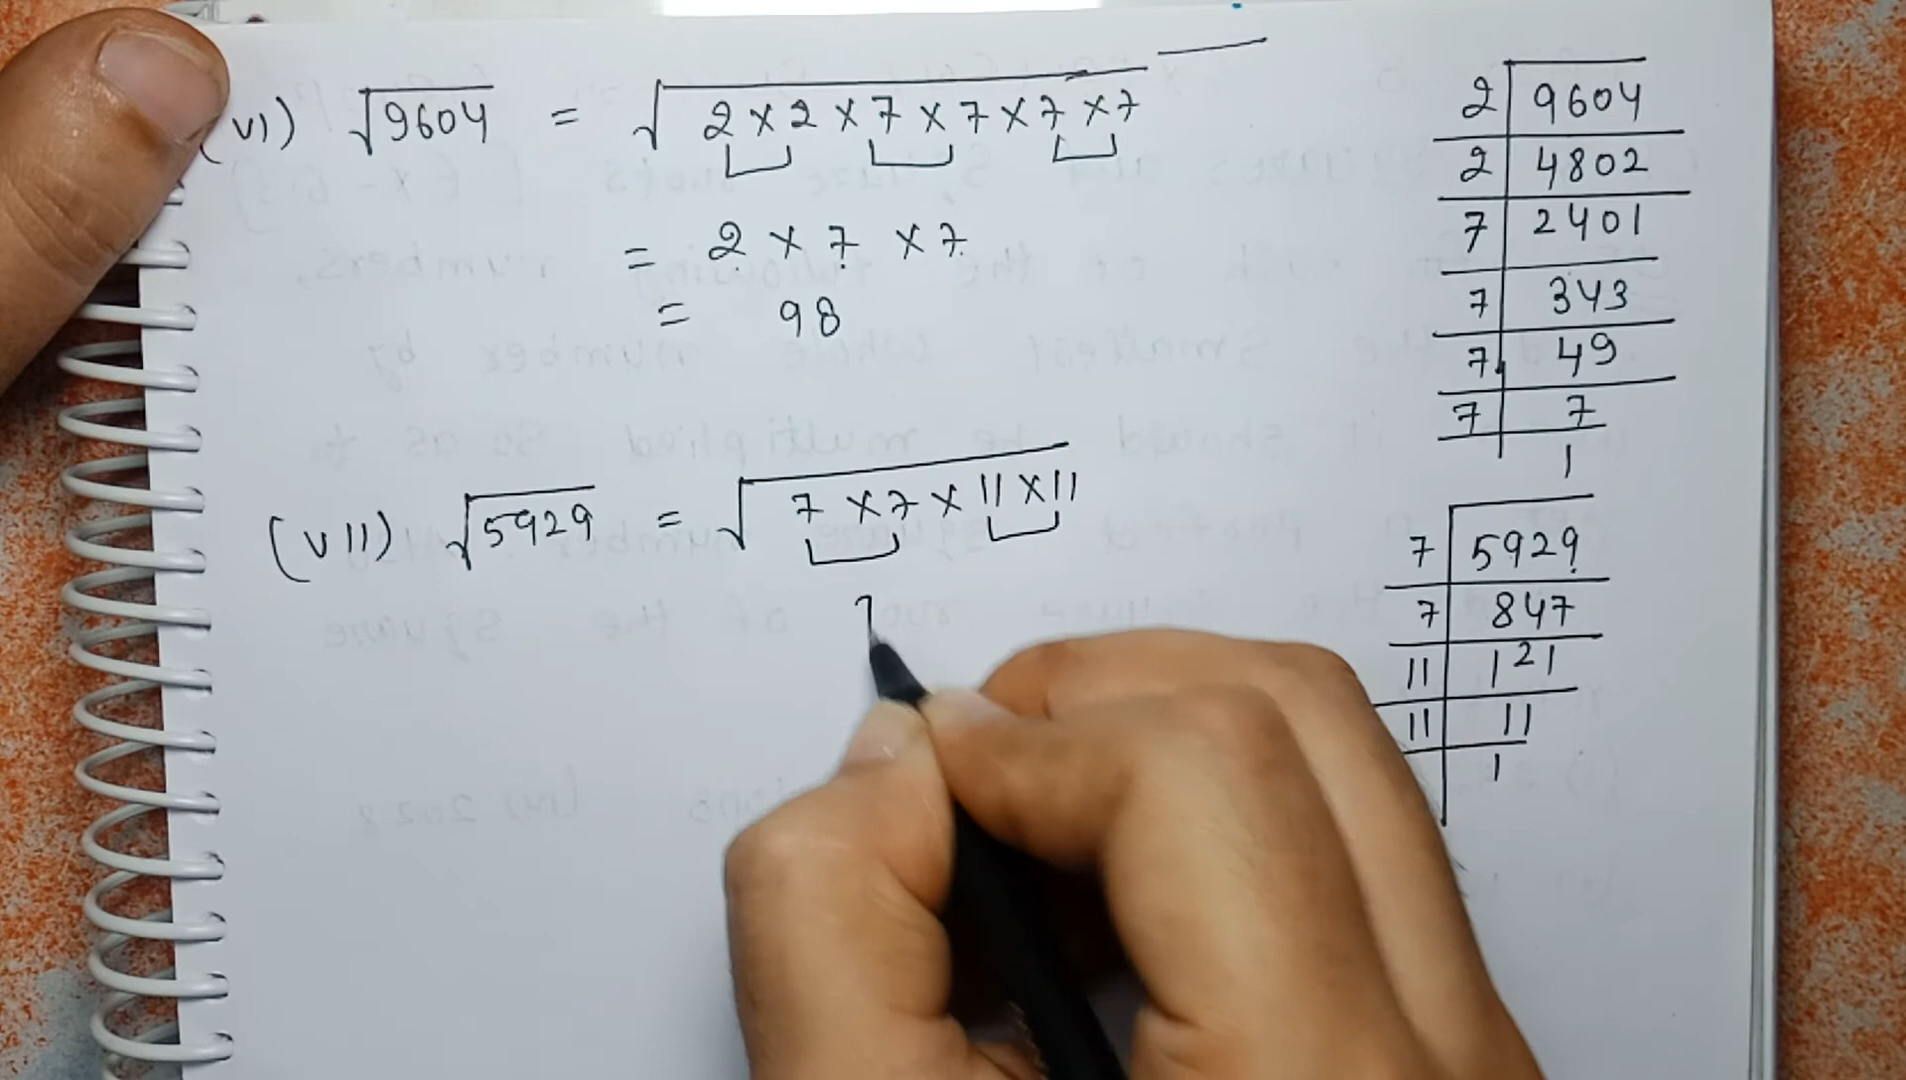 (vi) √9604 = √2 × 2 × 7 × 7 × 7 × 7
= 2 × 7 × 7
= 98
2 | 9604
2 | 4802
7 | 2401
7 | 343
7 | 49
7 | 7
1
(vii) √5929 = √7 × 7 × 11 × 11
7
7 | 5929
7 | 847
11 | 121
11 | 11
1